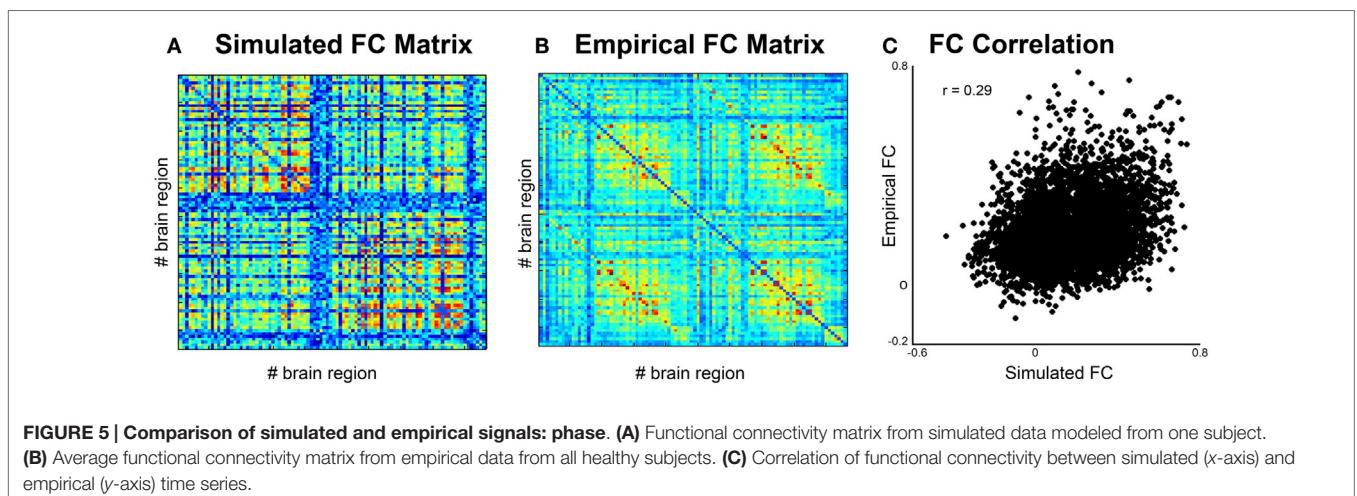 A Simulated FC Matrix
B Empirical FC Matrix
C FC Correlation
# brain region
# brain region
# brain region
# brain region
0.8
r = 0.29
Empirical FC
0
-0.2
-0.6
0
0.8
Simulated FC
FIGURE 5 | Comparison of simulated and empirical signals: phase. (A) Functional connectivity matrix from simulated data modeled from one subject.
(B) Average functional connectivity matrix from empirical data from all healthy subjects. (C) Correlation of functional connectivity between simulated (x-axis) and
empirical (y-axis) time series.